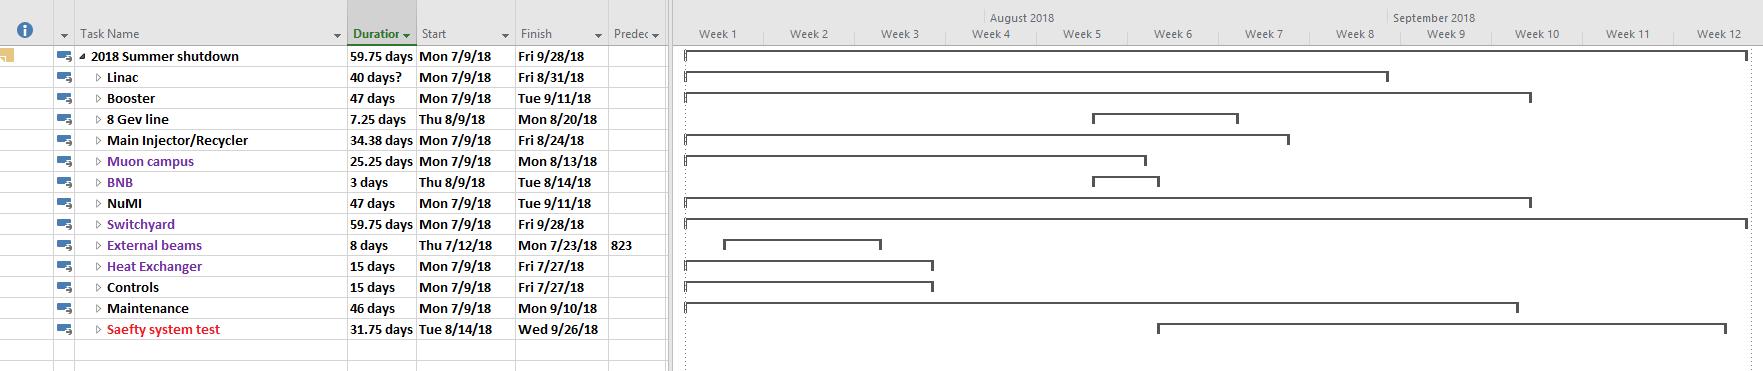 August 2018 September 2018
Task Name Duration Start Finish Predec Week 1 Week 2 Week 3 Week 4 Week 5 Week 6 Week 7 Week 8 Week 9 Week 10 Week 11 Week 12
2018 Summer shutdown 59.75 days Mon 7/9/18 Fri 9/28/18
Linac 40 days? Mon 7/9/18 Fri 8/31/18
Booster 47 days Mon 7/9/18 Tue 9/11/18
8 Gev line 7.25 days Thu 8/9/18 Mon 8/20/18
Main Injector/Recycler 34.38 days Mon 7/9/18 Fri 8/24/18
Muon campus 25.25 days Mon 7/9/18 Mon 8/13/18
BNB 3 days Thu 8/9/18 Tue 8/14/18
NuMI 47 days Mon 7/9/18 Tue 9/11/18
Switchyard 59.75 days Mon 7/9/18 Fri 9/28/18
External beams 8 days Thu 7/12/18 Mon 7/23/18 823
Heat Exchanger 15 days Mon 7/9/18 Fri 7/27/18
Controls 15 days Mon 7/9/18 Fri 7/27/18
Maintenance 46 days Mon 7/9/18 Mon 9/10/18
Saefty system test 31.75 days Tue 8/14/18 Wed 9/26/18